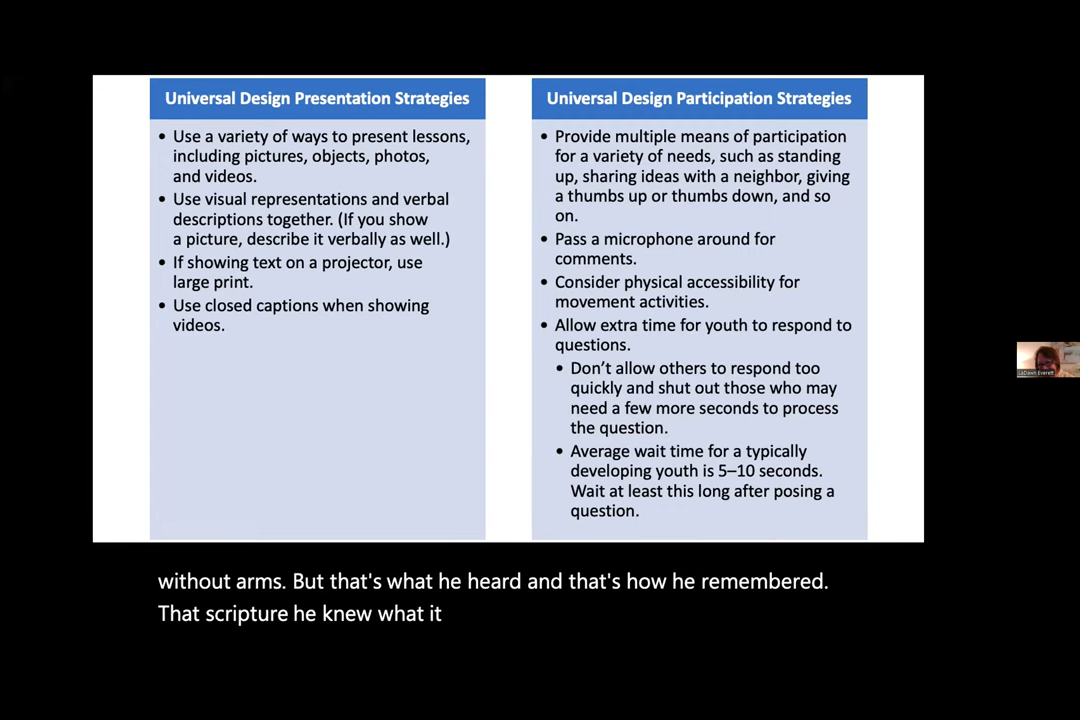 Universal Design Presentation Strategies
• Use a variety of ways to present lessons,
including pictures, objects, photos,
and videos.
• Use visual representations and verbal
descriptions together. (If you show
a picture, describe it verbally as well.)
• If showing text on a projector, use
large print.
• Use closed captions when showing
videos.
Universal Design Participation Strategies
• Provide multiple means of participation
for a variety of needs, such as standing
up, sharing ideas with a neighbor, giving
a thumbs up or thumbs down, and so
on.
• Pass a microphone around for
comments.
• Consider physical accessibility for
movement activities.
• Allow extra time for youth to respond to
questions.
• Don’t allow others to respond too
quickly and shut out those who may
need a few more seconds to process
the question.
• Average wait time for a typically
developing youth is 5–10 seconds.
Wait at least this long after posing a
question.
LaDawn Everett
without arms. But that's what he heard and that's how he remembered.
That scripture he knew what it